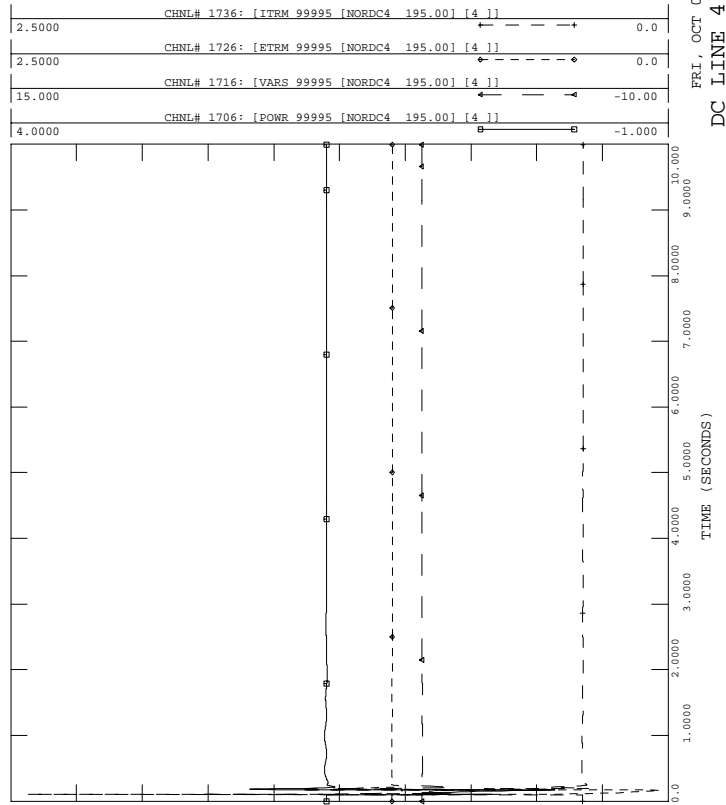 CHNL# 1736: [ITRM 99995 [NORDC4 195.00] [4 ]]
2.5000 0.0
CHNL# 1726: [ETRM 99995 [NORDC4 195.00] [4 ]]
2.5000 0.0
CHNL# 1716: [VARS 99995 [NORDC4 195.00] [4 ]]
15.000 -10.00
CHNL# 1706: [POWR 99995 [NORDC4 195.00] [4 ]]
4.0000 -1.000
FRI, OCT 0
DC LINE 4
10.000
9.0000
8.0000
7.0000
6.0000
5.0000
4.0000
3.0000
2.0000
1.0000
0.0
TIME (SECONDS)